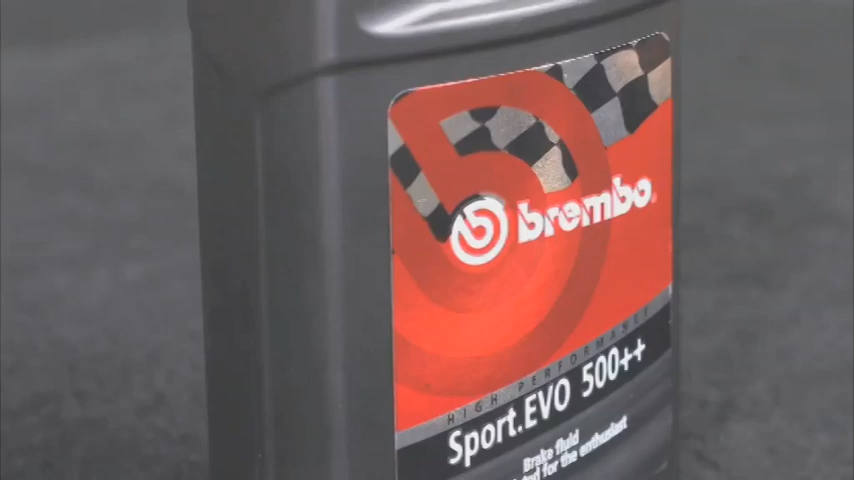 brembo
HIGH PERFORMANCE
Sport.EVO 500++
Brake fluid
for the enthusiast